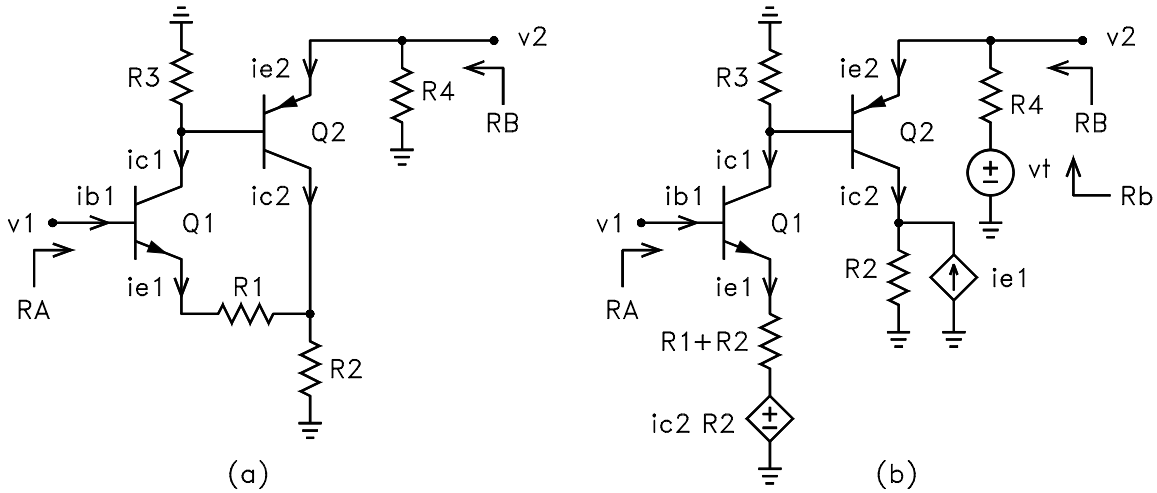 v2
R3
ie2
R4
RB
Q2
ic1
ic2
ib1
v1
Q1
ie1
R1
RA
R2
(a)
v2
R3
ie2
R4
RB
Q2
ic1
ic2
vt
Rb
ib1
v1
Q1
ie1
R2
ie1
RA
R1+R2
ic2 R2
(b)